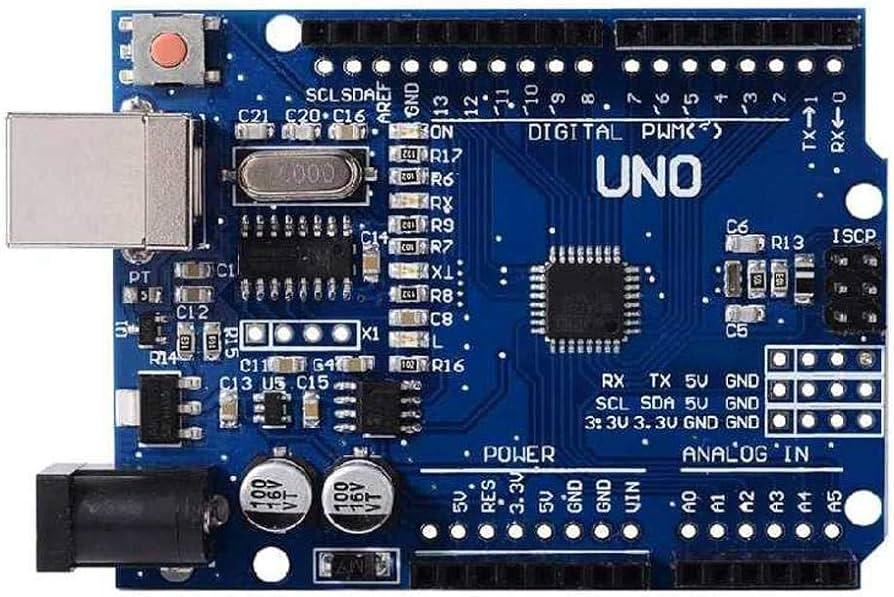 SCL SDA AREF GND 13 12 ~11 ~10 ~9 8 7 ~6 ~5 4 ~3 2 TX→1 RX←0
DIGITAL PWM(~)
UNO
C21 C20 C16
ON
R17
R6
RX
R9
R7
TX
R8
C8
L
R16
C14
PT
C1
C12
R14 R15
X1
C11 G4
C13 U5 C15
C6
R13
ISCP
C5
RX TX 5V GND
SCL SDA 5V GND
3.3V 3.3V GND GND
POWER
ANALOG IN
5V RES 3.3V 5V GND GND VIN
A0 A1 A2 A3 A4 A5
100 16V VT
100 16V VT
M7